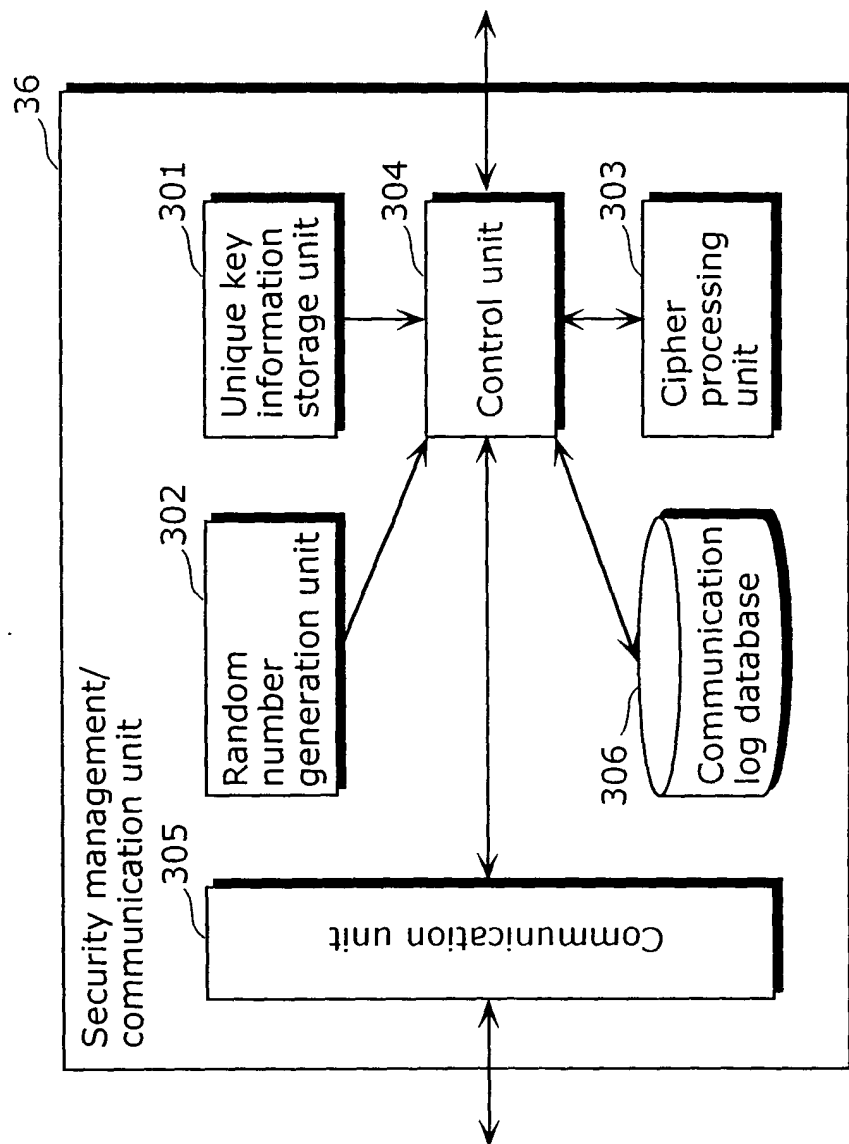 36
Security management/
communication unit
305
Communication unit
302
Random
number
generation unit
301
Unique key
information
storage unit
304
Control unit
306
Communication
log database
303
Cipher
processing
unit